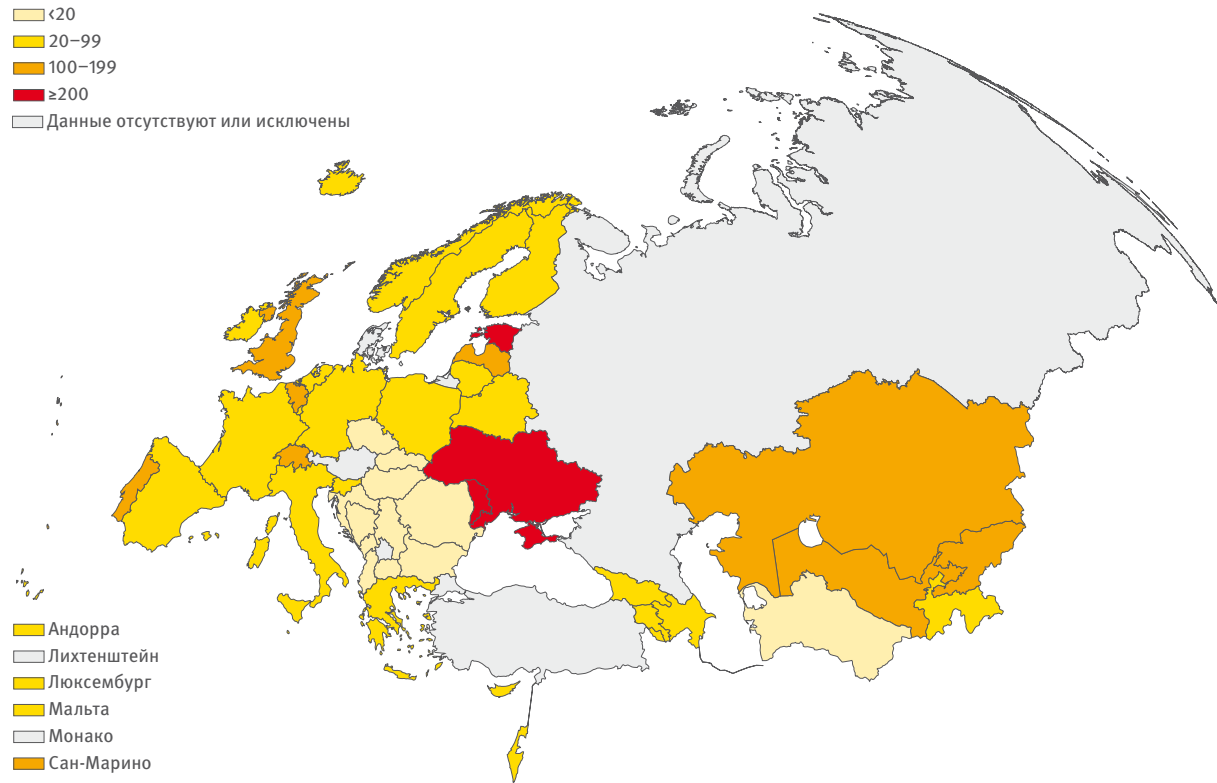 <20
20–99
100–199
≥200
Данные отсутствуют или исключены
Андорра
Лихтенштейн
Люксембург
Мальта
Монако
Сан-Марино